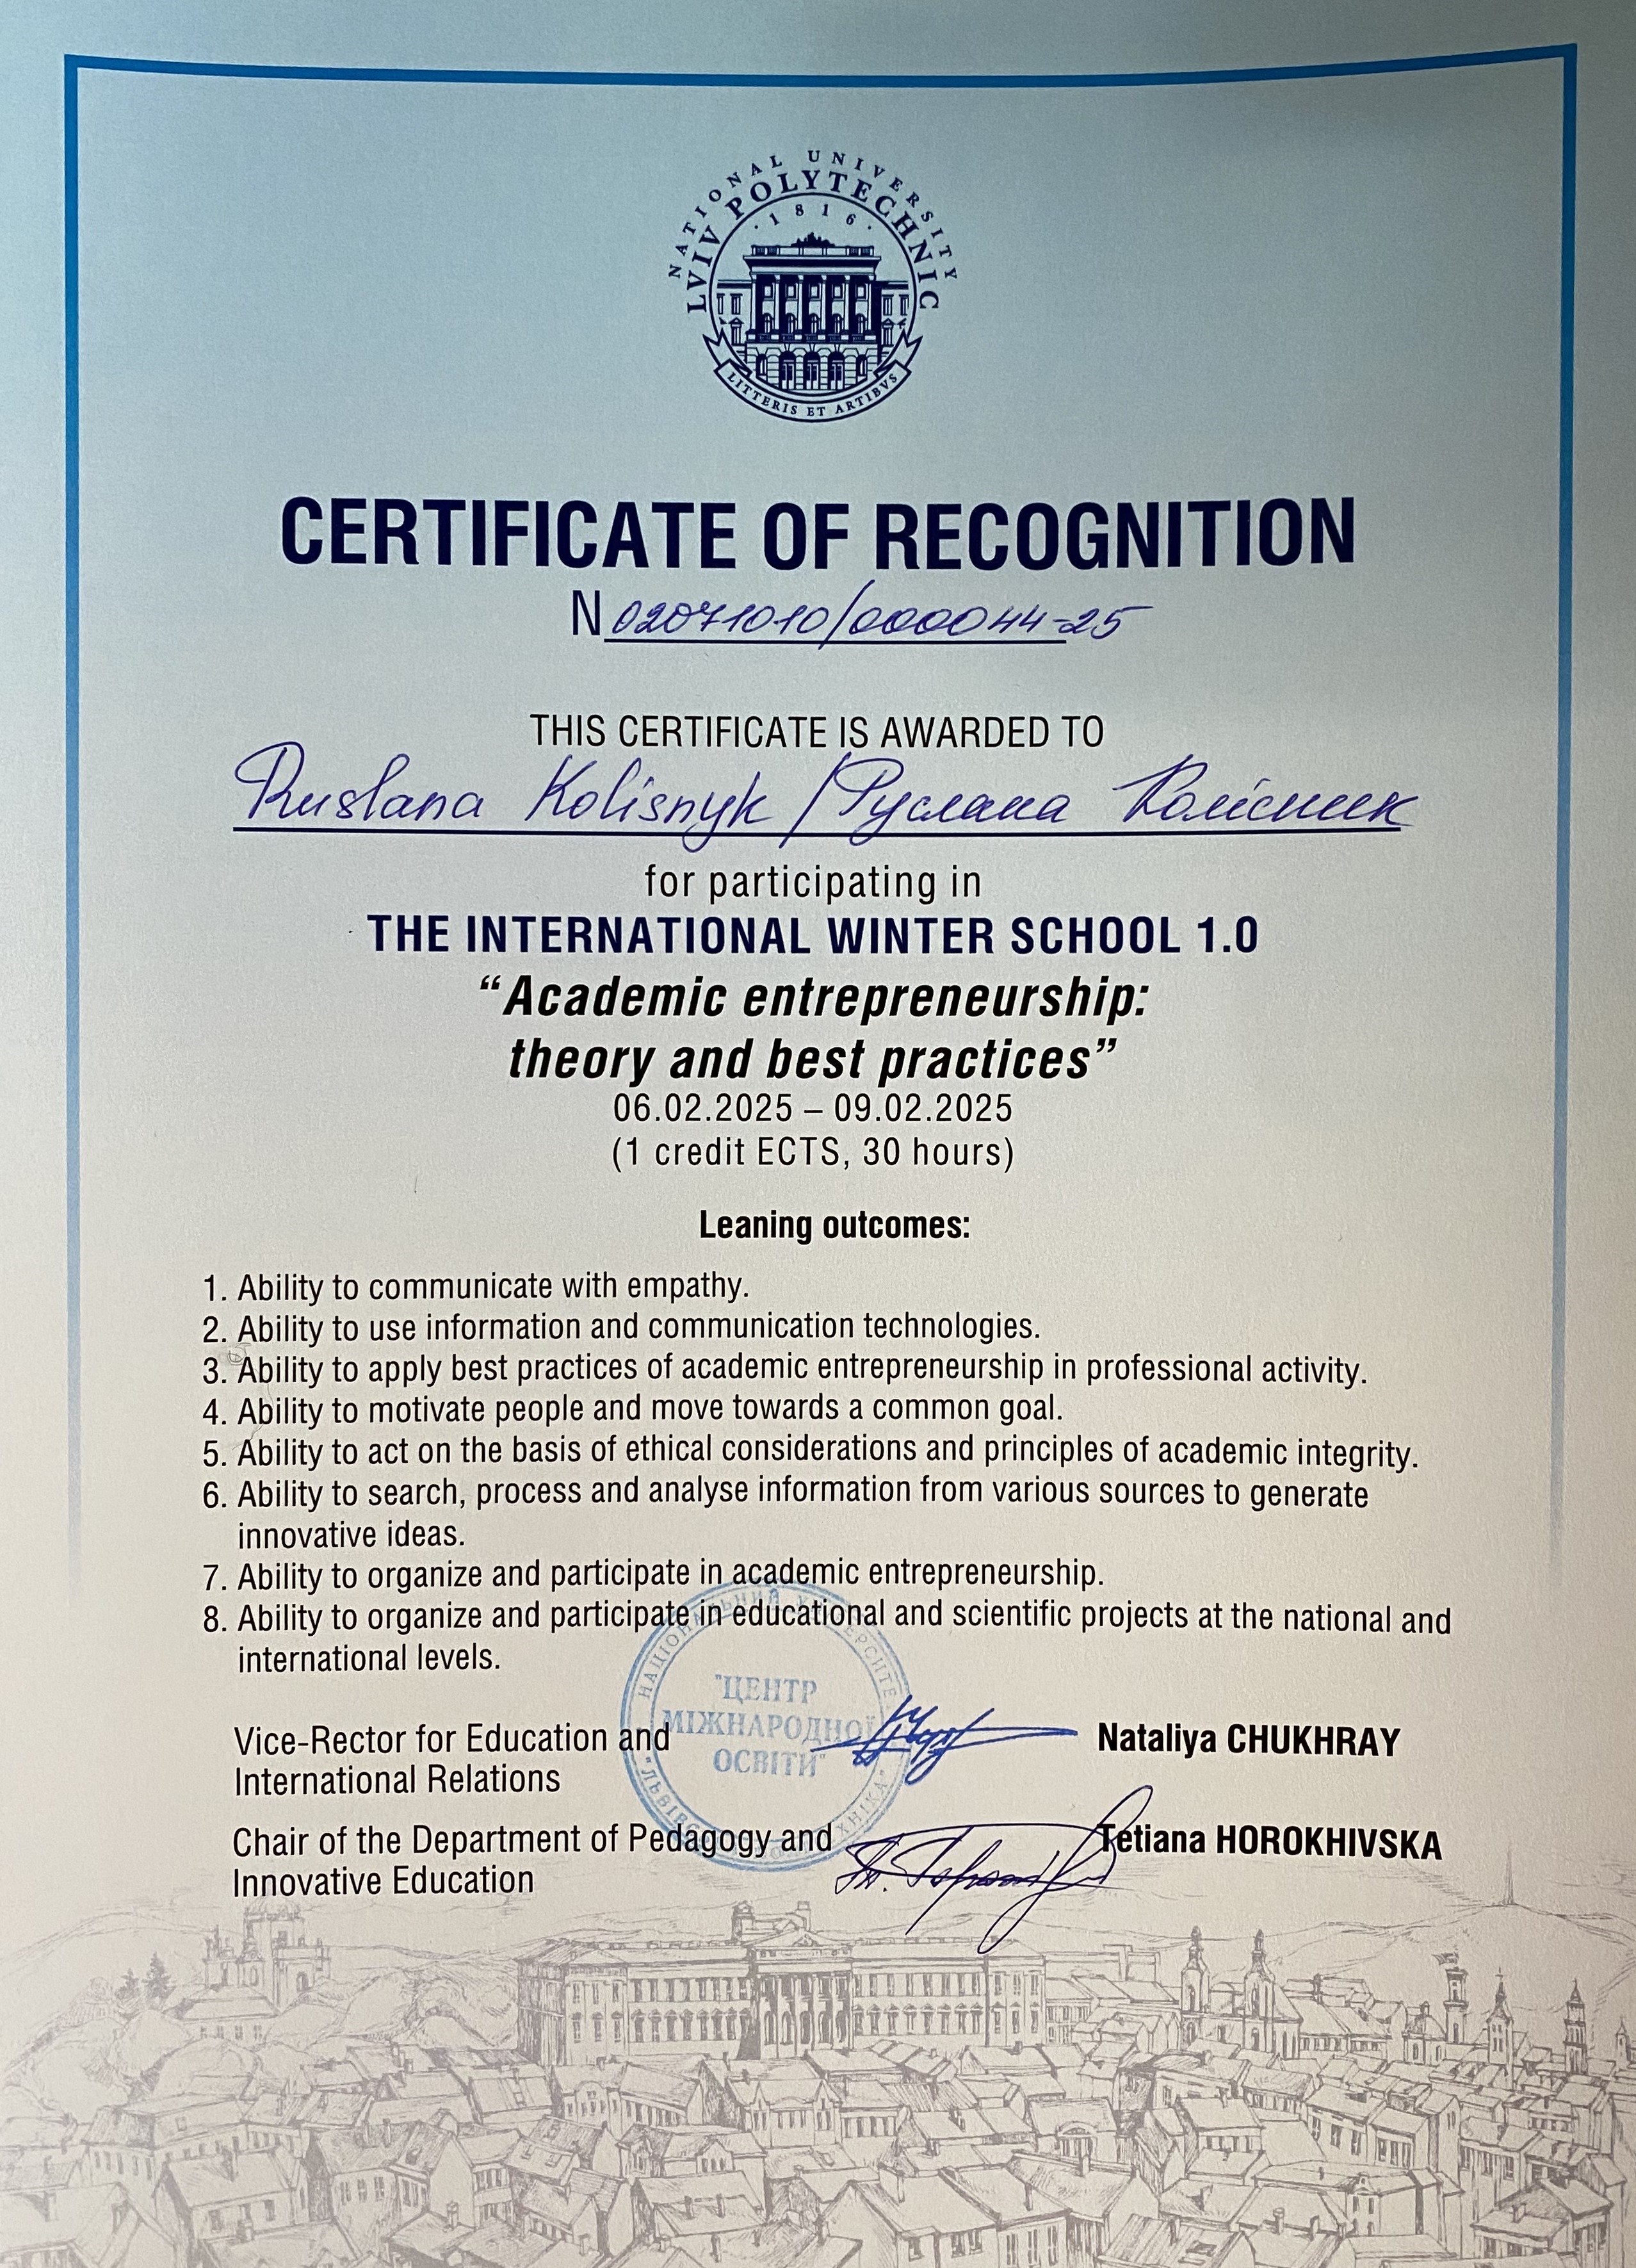 NATIONAL UNIVERSITY
LVIV POLYTECHNIC
· 1816 ·
LITTERIS ET ARTIBVS
CERTIFICATE OF RECOGNITION
N 02071010/000044-25
THIS CERTIFICATE IS AWARDED TO
Ruslana Kolisnyk / Руслана Колісник
for participating in
THE INTERNATIONAL WINTER SCHOOL 1.0
“Academic entrepreneurship:
theory and best practices”
06.02.2025 – 09.02.2025
(1 credit ECTS, 30 hours)
Leaning outcomes:
1. Ability to communicate with empathy.
2. Ability to use information and communication technologies.
3. Ability to apply best practices of academic entrepreneurship in professional activity.
4. Ability to motivate people and move towards a common goal.
5. Ability to act on the basis of ethical considerations and principles of academic integrity.
6. Ability to search, process and analyse information from various sources to generate
innovative ideas.
7. Ability to organize and participate in academic entrepreneurship.
8. Ability to organize and participate in educational and scientific projects at the national and
international levels.
НАЦІОНАЛЬНИЙ
"ЦЕНТР
МІЖНАРОДНОЇ
ОСВІТИ"
Vice-Rector for Education and
International Relations
Nataliya CHUKHRAY
Chair of the Department of Pedagogy and
Innovative Education
Tetiana HOROKHIVSKA